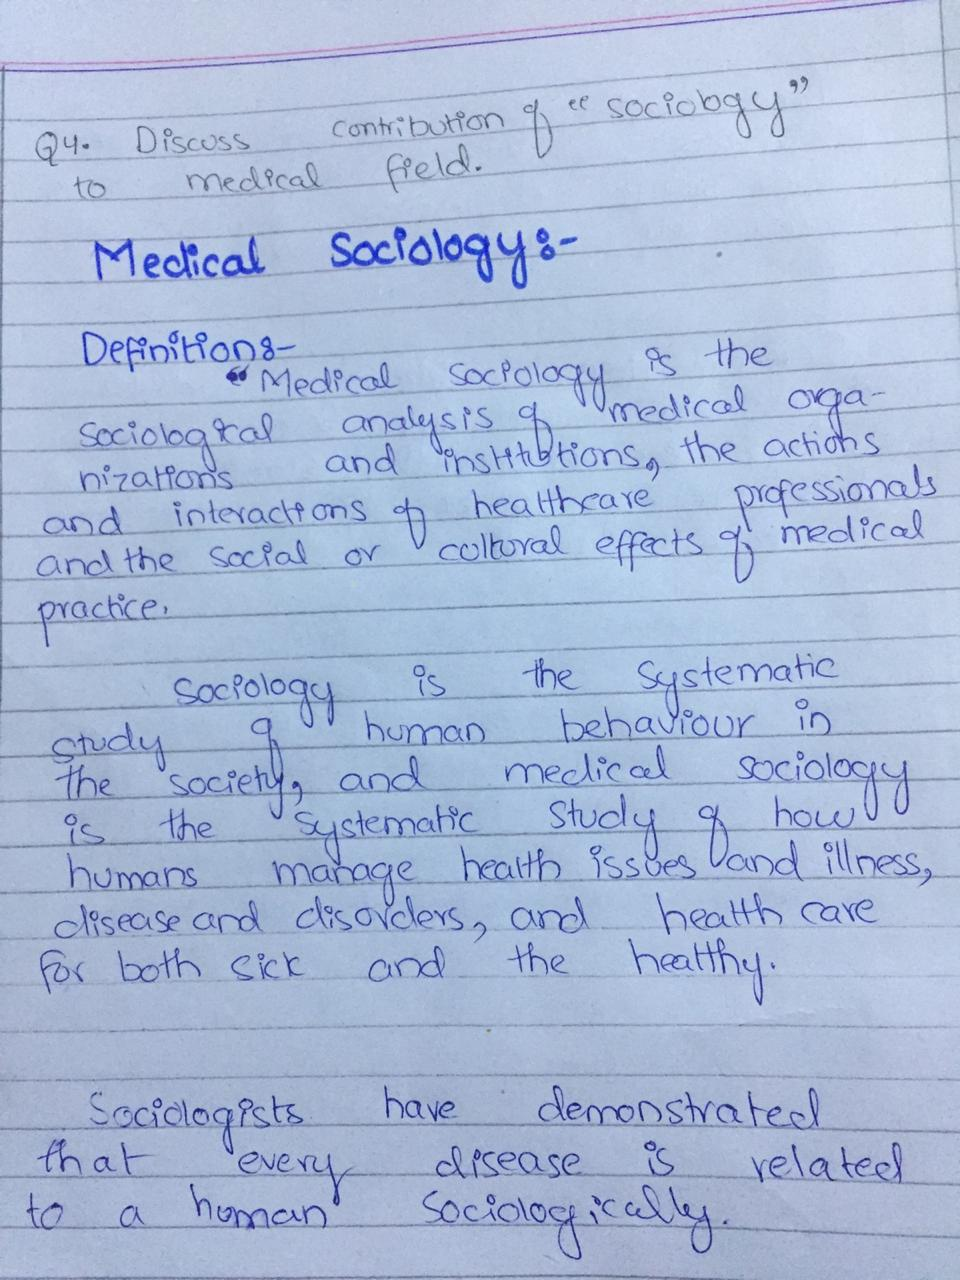 Q4. Discuss contribution of "sociology"
to medical field.
Medical Sociology:-
Definition:-
"Medical sociology is the
sociological analysis of medical orga-
nizations and institutions, the actions
and interactions of healthcare professionals
and the social or cultural effects of medical
practice.
Sociology is the systematic
study of human behaviour in
the society, and medical sociology
is the systematic study of how
humans manage health issues and illness,
disease and disorders, and health care
for both sick and the healthy.
Sociologists have demonstrated
that every disease is related
to a human sociologically.